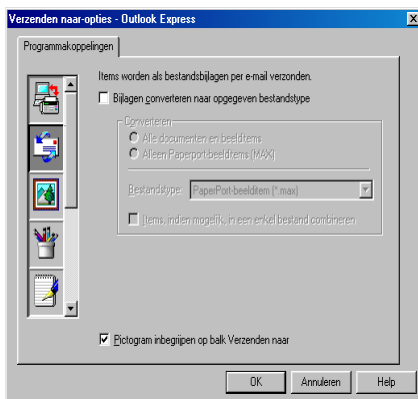 Verzenden naar-opties - Outlook Express
Programmakoppelingen
Items worden als bestandsbijlagen per e-mail verzonden.
Bijlagen converteren naar opgegeven bestandstype
Converteren
Alle documenten en beelditems
Alleen Paperport-beelditems (MAX)
Bestandstype: PaperPort-beelditem (*.max)
Items, indien mogelijk, in een enkel bestand combineren
Pictogram inbegrijpen op balk Verzenden naar
OK Annuleren Help